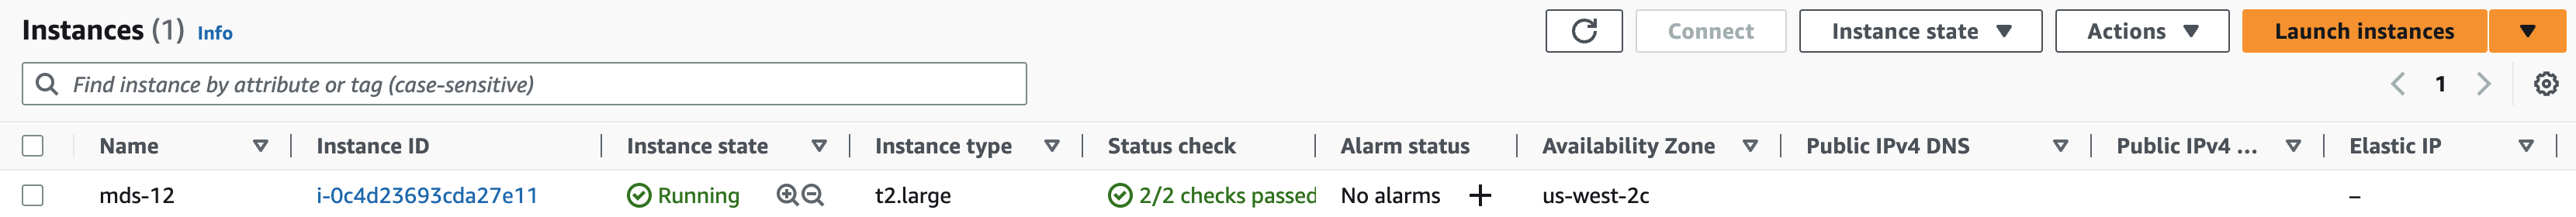 Instances (1) Info
Connect
Instance state
Actions
Launch instances
Find instance by attribute or tag (case-sensitive)
1
Name Instance ID Instance state Instance type Status check Alarm status Availability Zone Public IPv4 DNS Public IPv4 ... Elastic IP
mds-12 i-0c4d23693cda27e11 Running t2.large 2/2 checks passed No alarms + us-west-2c –